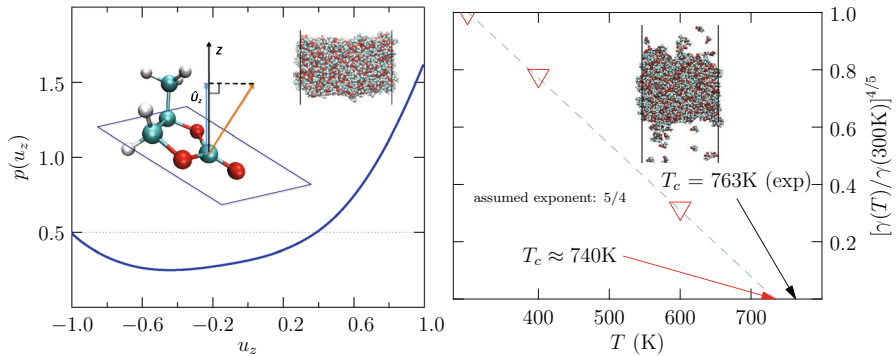 1.5
1.0
0.5
p(u_z)
−1.0
−0.6
−0.2
0.2
0.6
1.0
u_z
z
û_z
1.0
0.8
0.6
0.4
0.2
[γ(T)/γ(300K)]^{4/5}
T_c = 763K (exp)
assumed exponent: 5/4
T_c ≈ 740K
400
500
600
700
T (K)